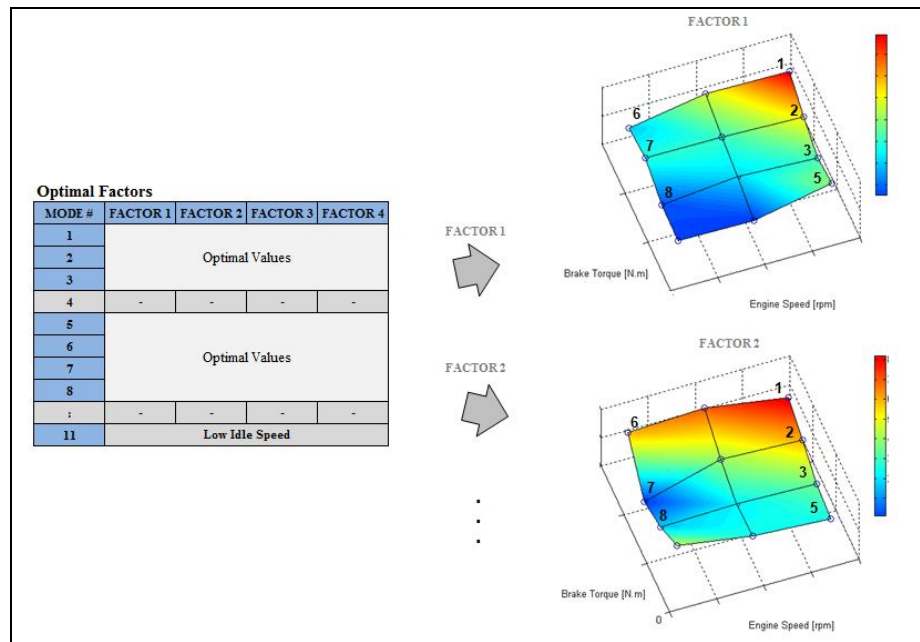 Optimal Factors
MODE # FACTOR 1 FACTOR 2 FACTOR 3 FACTOR 4
1
2
3
Optimal Values
4 - - - -
5
6
7
8
Optimal Values
: - - - -
11 Low Idle Speed
FACTOR 1
FACTOR 2
.
.
.
FACTOR 1
1
2
3
5
6
7
8
Brake Torque [N.m]
Engine Speed [rpm]
FACTOR 2
1
2
3
5
6
7
8
Brake Torque [N.m]
0
Engine Speed [rpm]